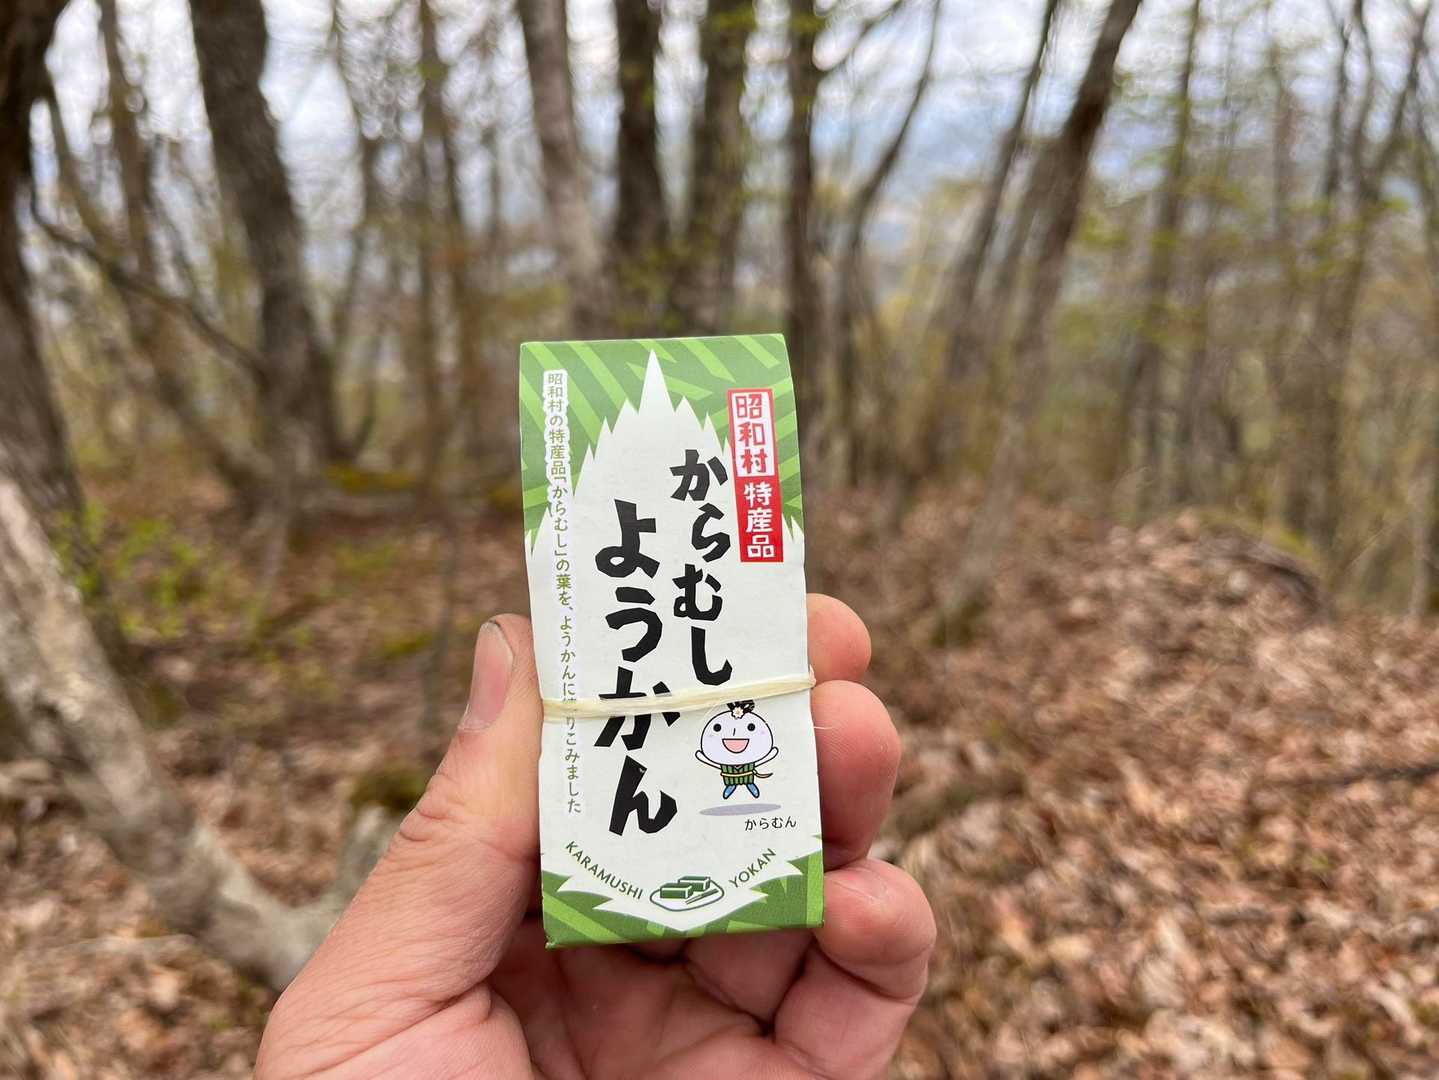 昭和村
特産品
からむし
ようかん
昭和村の特産品「からむし」の葉を、ようかんに りこみました
からむん
KARAMUSHI
YOKAN